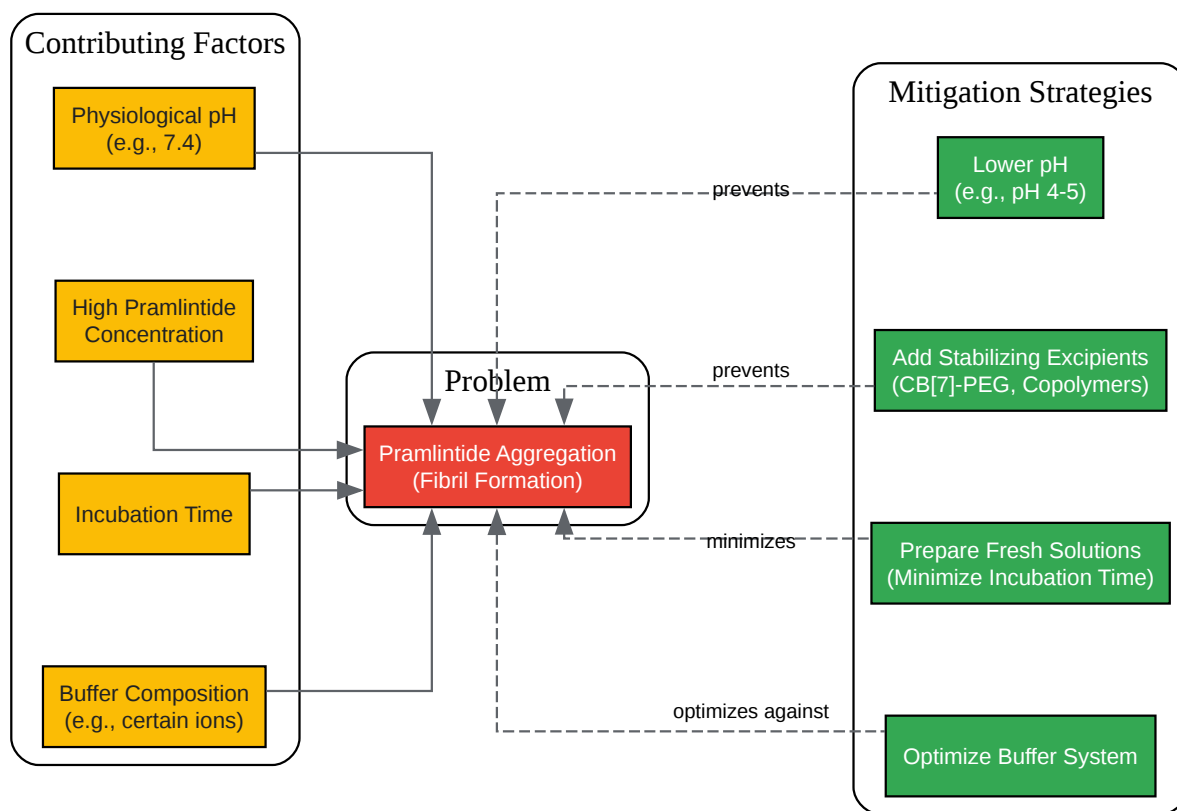 Contributing Factors
Physiological pH
(e.g., 7.4)
High Pramlintide
Concentration
Incubation Time
Buffer Composition
(e.g., certain ions)
Problem
Pramlintide Aggregation
(Fibril Formation)
prevents
prevents
minimizes
optimizes against
Mitigation Strategies
Lower pH
(e.g., pH 4-5)
Add Stabilizing Excipients
(CB[7]-PEG, Copolymers)
Prepare Fresh Solutions
(Minimize Incubation Time)
Optimize Buffer System